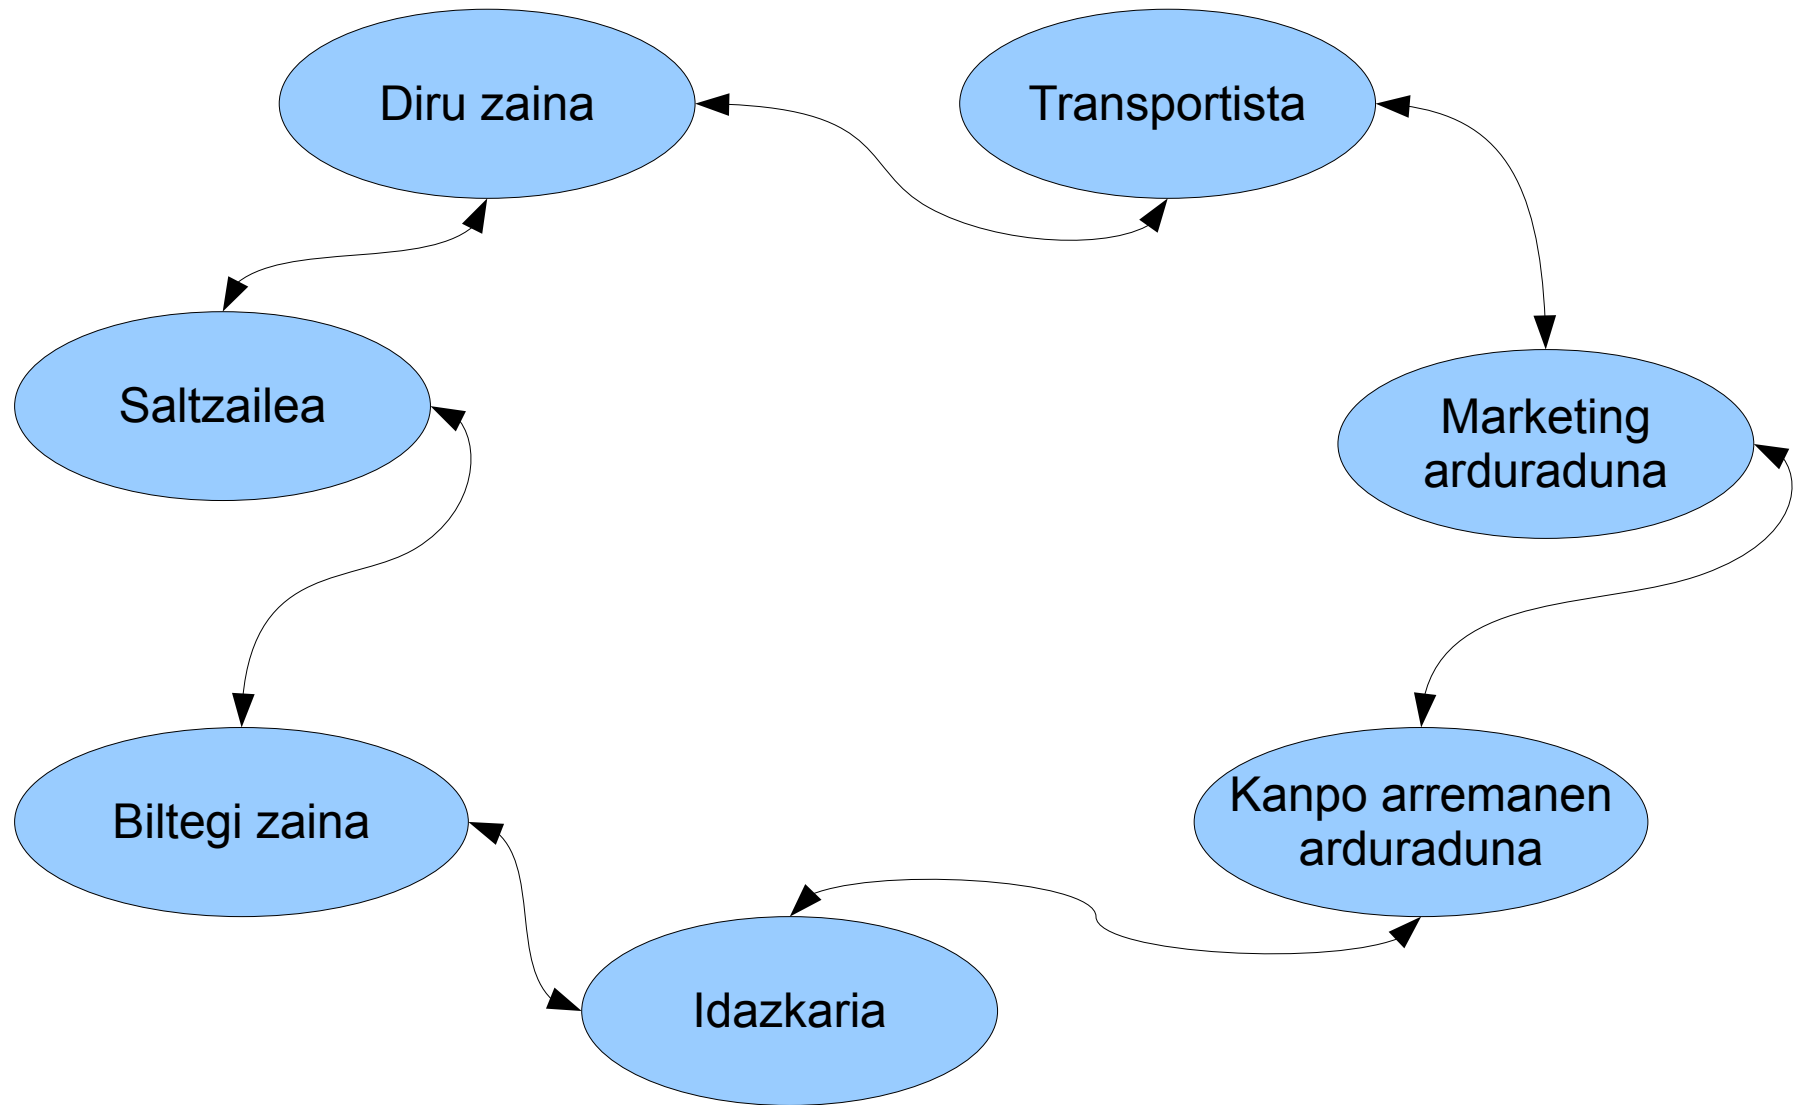 Diru zaina
Transportista
Saltzailea
Marketing
arduraduna
Biltegi zaina
Kanpo arremanen
arduraduna
Idazkaria